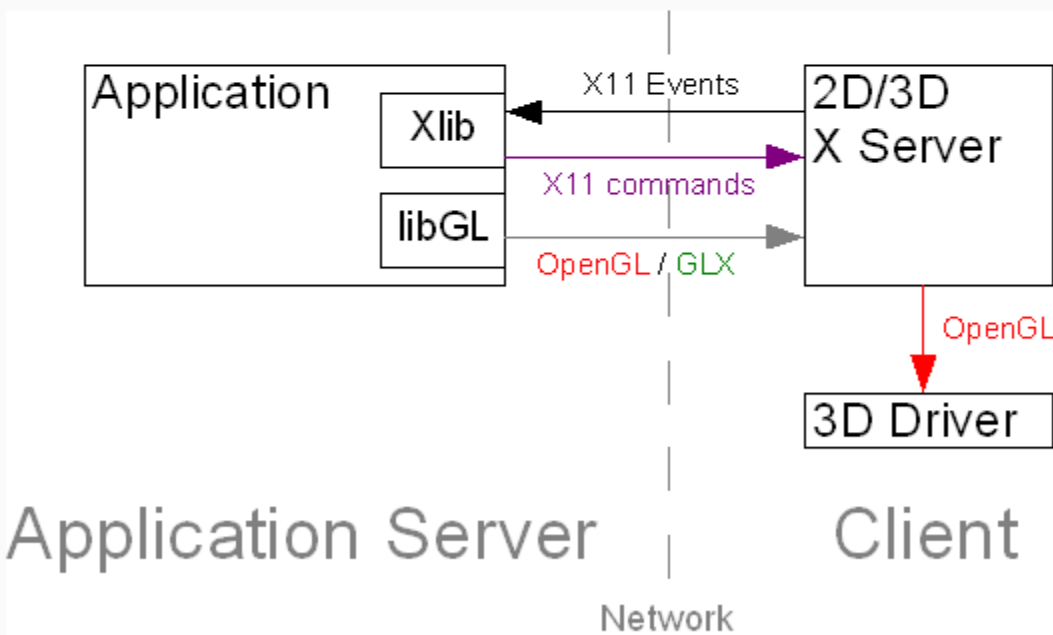 Application
Xlib
libGL
X11 Events
X11 commands
OpenGL / GLX
2D/3D
X Server
OpenGL
3D Driver
Application Server
Client
Network